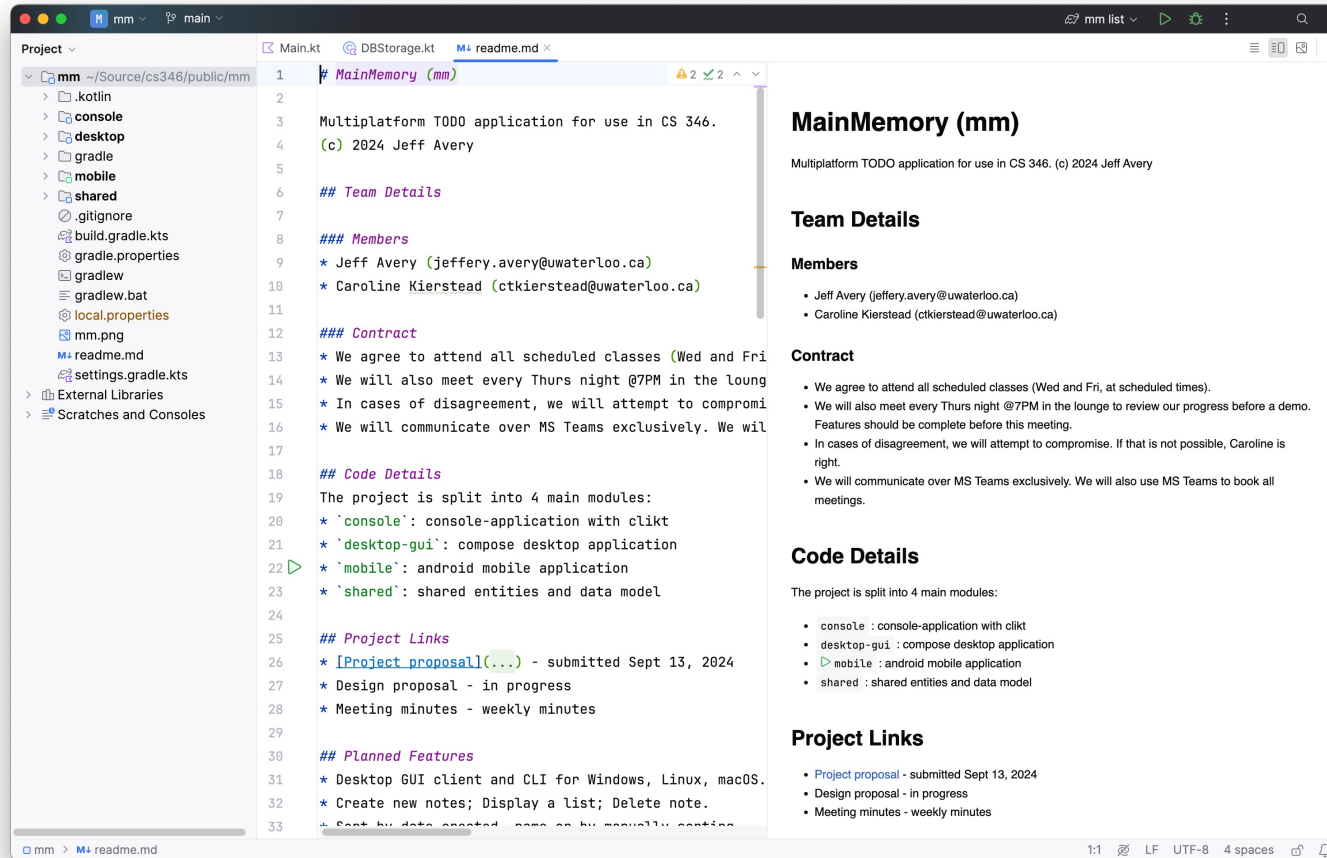 M mm main mm list
Project
Main.kt DBStorage.kt M↓ readme.md ×
mm ~/Source/cs346/public/mm
.kotlin
console
desktop
gradle
mobile
shared
.gitignore
build.gradle.kts
gradle.properties
gradlew
gradlew.bat
local.properties
mm.png
M↓ readme.md
settings.gradle.kts
External Libraries
Scratches and Consoles
2 2
1 # MainMemory (mm)
2
3 Multiplatform TODO application for use in CS 346.
4 (c) 2024 Jeff Avery
5
6 ## Team Details
7
8 ### Members
9 * Jeff Avery (jeffery.avery@uwaterloo.ca)
10 * Caroline Kierstead (ctkierstead@uwaterloo.ca)
11
12 ### Contract
13 * We agree to attend all scheduled classes (Wed and Fri
14 * We will also meet every Thurs night @7PM in the loung
15 * In cases of disagreement, we will attempt to compromi
16 * We will communicate over MS Teams exclusively. We wil
17
18 ## Code Details
19 The project is split into 4 main modules:
20 * `console`: console-application with clikt
21 * `desktop-gui`: compose desktop application
22 * `mobile`: android mobile application
23 * `shared`: shared entities and data model
24
25 ## Project Links
26 * [Project proposal](...) - submitted Sept 13, 2024
27 * Design proposal - in progress
28 * Meeting minutes - weekly minutes
29
30 ## Planned Features
31 * Desktop GUI client and CLI for Windows, Linux, macOS.
32 * Create new notes; Display a list; Delete note.
33 * Sort by date created, name or by manually sorting
MainMemory (mm)
Multiplatform TODO application for use in CS 346. (c) 2024 Jeff Avery
Team Details
Members
• Jeff Avery (jeffery.avery@uwaterloo.ca)
• Caroline Kierstead (ctkierstead@uwaterloo.ca)
Contract
• We agree to attend all scheduled classes (Wed and Fri, at scheduled times).
• We will also meet every Thurs night @7PM in the lounge to review our progress before a demo.
Features should be complete before this meeting.
• In cases of disagreement, we will attempt to compromise. If that is not possible, Caroline is
right.
• We will communicate over MS Teams exclusively. We will also use MS Teams to book all
meetings.
Code Details
The project is split into 4 main modules:
• console : console-application with clikt
• desktop-gui : compose desktop application
• mobile : android mobile application
• shared : shared entities and data model
Project Links
• Project proposal - submitted Sept 13, 2024
• Design proposal - in progress
• Meeting minutes - weekly minutes
mm > M↓ readme.md
1:1 LF UTF-8 4 spaces